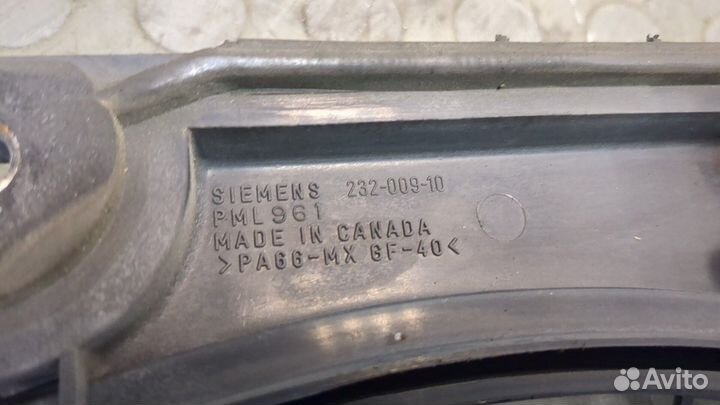 SIEMENS 232-009-10
PML961
MADE IN CANADA
>PA66-MX GF-40<
Avito